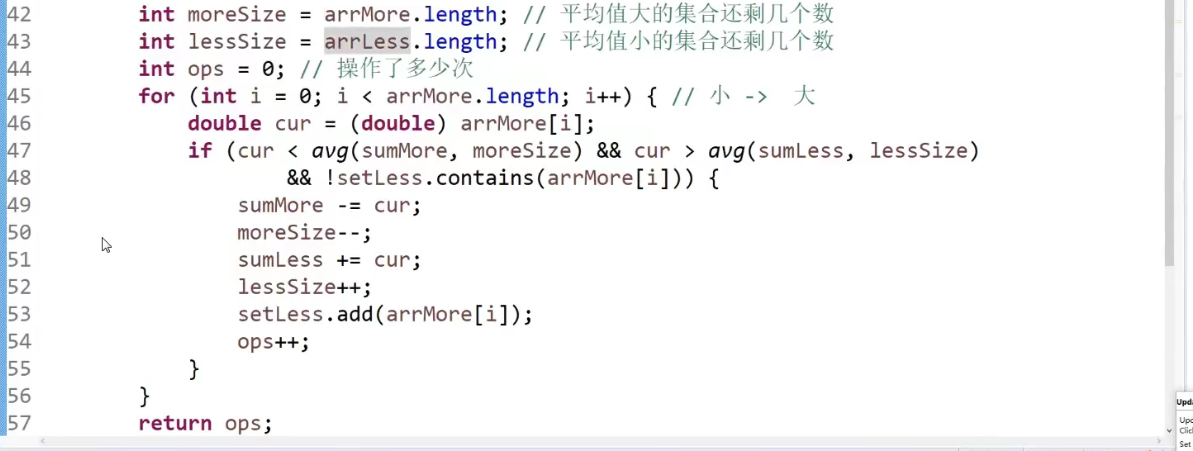 42 int moreSize = arrMore.length; // 平均值大的集合还剩几个数
43 int lessSize = arrLess.length; // 平均值小的集合还剩几个数
44 int ops = 0; // 操作了多少次
45 for (int i = 0; i < arrMore.length; i++) { // 小 -> 大
46 double cur = (double) arrMore[i];
47 if (cur < avg(sumMore, moreSize) && cur > avg(sumLess, lessSize)
48 && !setLess.contains(arrMore[i])) {
49 sumMore -= cur;
50 moreSize--;
51 sumLess += cur;
52 lessSize++;
53 setLess.add(arrMore[i]);
54 ops++;
55 }
56 }
57 return ops;
Upd
Clic
Set